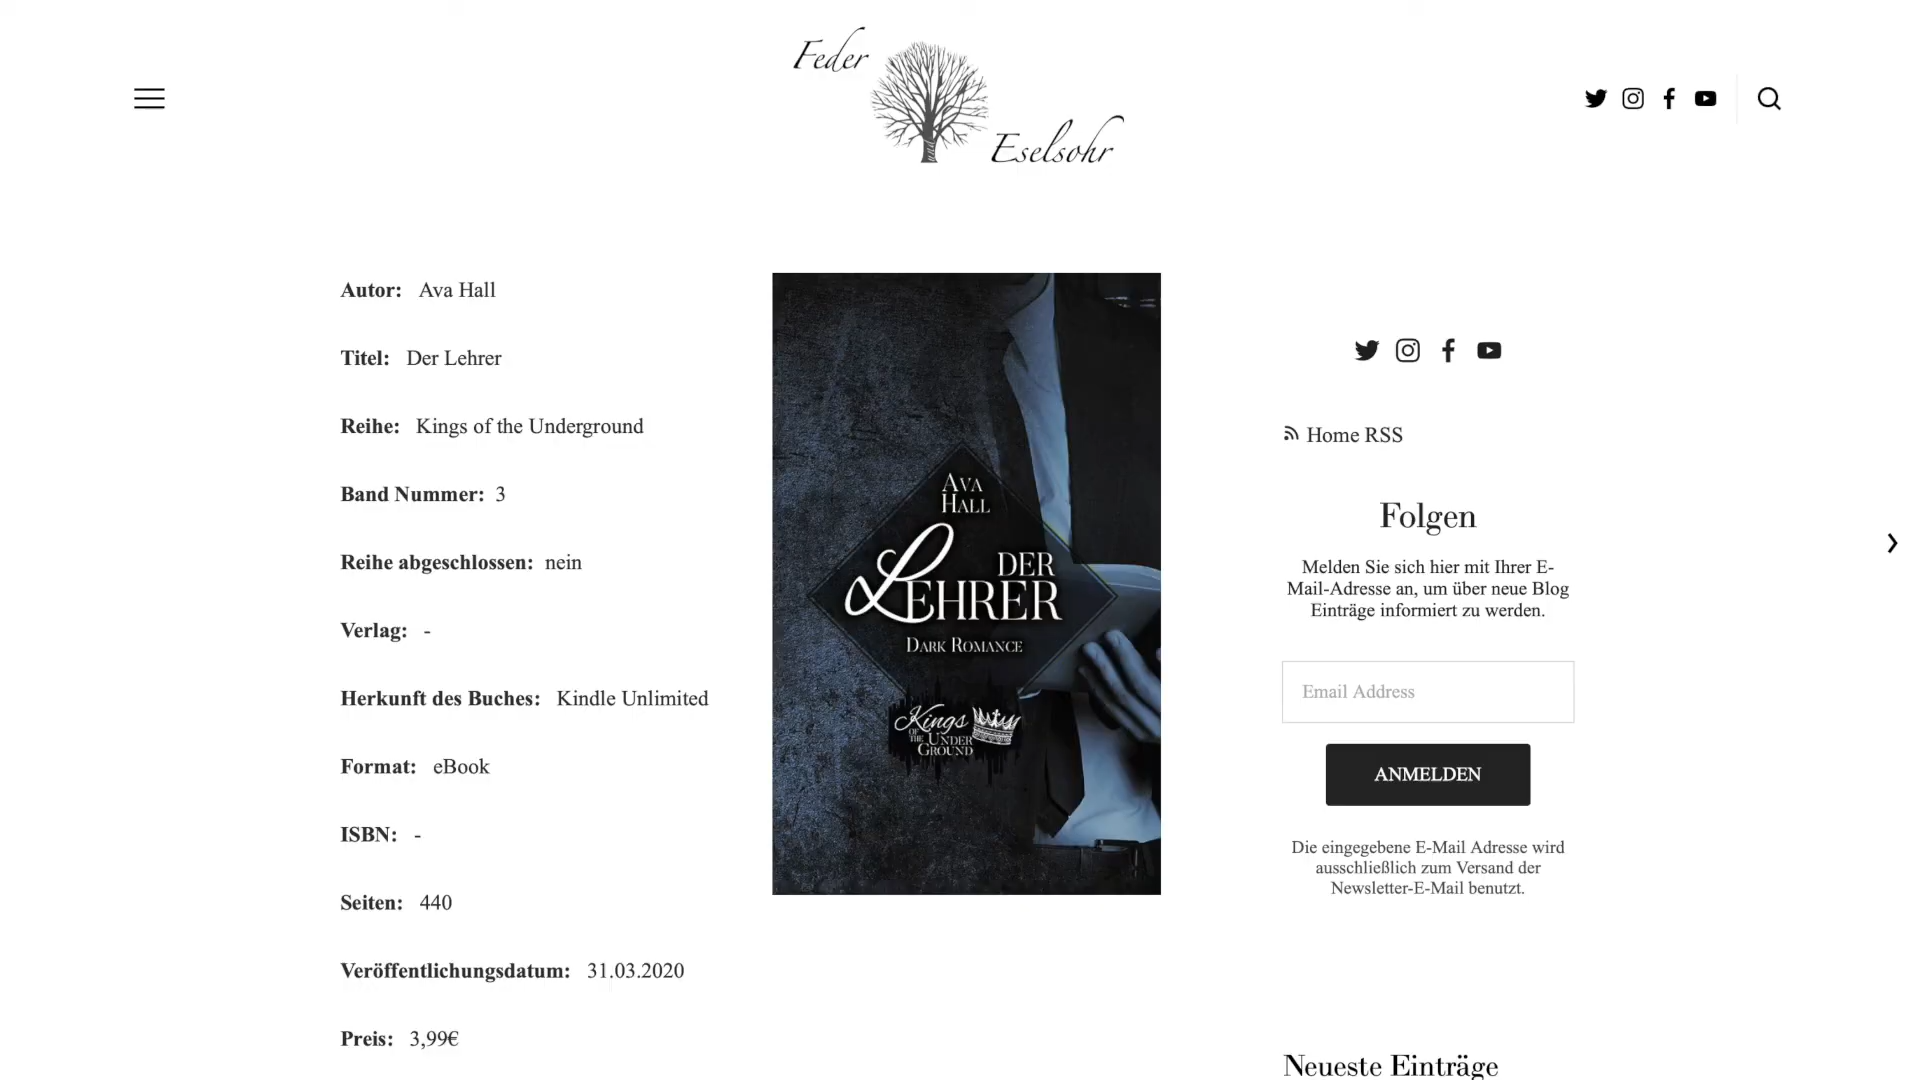 Feder
Eselsohr
Autor: Ava Hall
Titel: Der Lehrer
Reihe: Kings of the Underground
Band Nummer: 3
Reihe abgeschlossen: nein
Verlag: -
Herkunft des Buches: Kindle Unlimited
Format: eBook
ISBN: -
Seiten: 440
Veröffentlichungsdatum: 31.03.2020
Preis: 3,99€
AVA
HALL
DER
LEHRER
DARK ROMANCE
Kings
OF THE UNDER
GROUND
Home RSS
Folgen
Melden Sie sich hier mit Ihrer E-
Mail-Adresse an, um über neue Blog
Einträge informiert zu werden.
Email Address
ANMELDEN
Die eingegebene E-Mail Adresse wird
ausschließlich zum Versand der
Newsletter-E-Mail benutzt.
Neueste Einträge